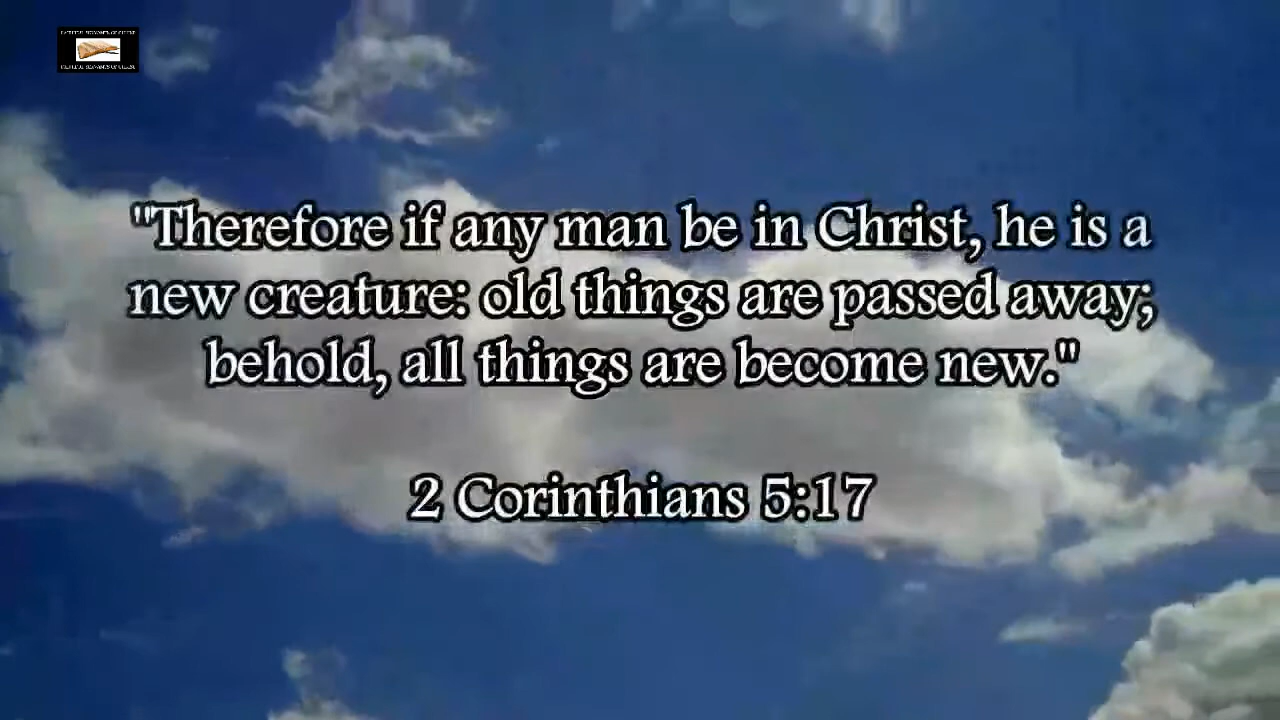 "Therefore if any man be in Christ, he is a
new creature: old things are passed away;
behold, all things are become new."
2 Corinthians 5:17